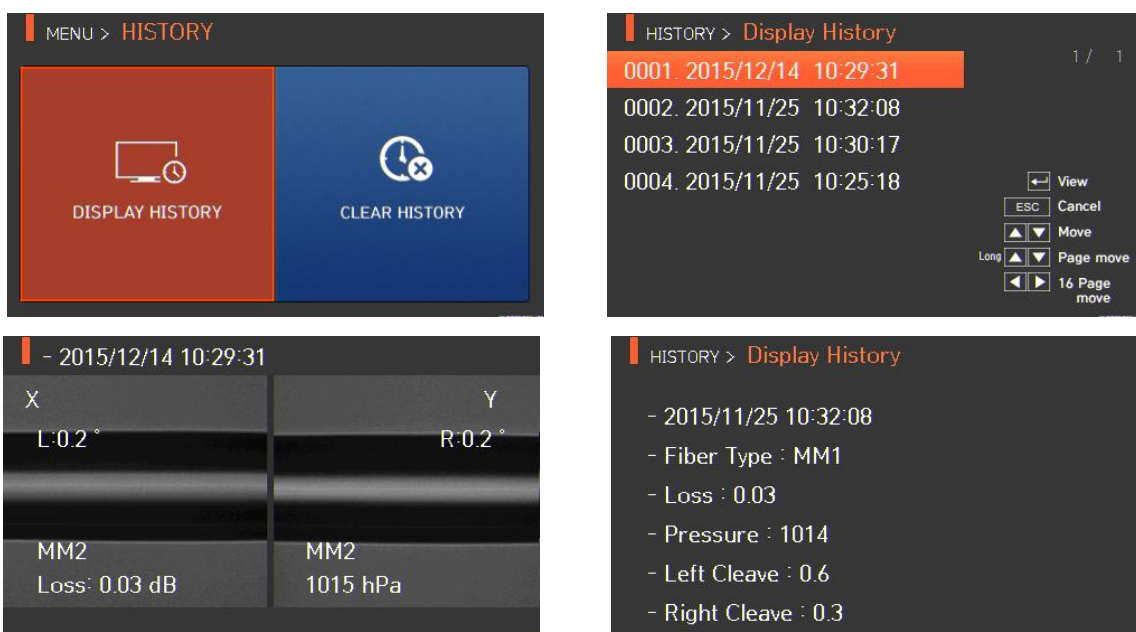 MENU > HISTORY
DISPLAY HISTORY
CLEAR HISTORY
HISTORY > Display History
1 / 1
0001. 2015/12/14 10:29:31
0002. 2015/11/25 10:32:08
0003. 2015/11/25 10:30:17
0004. 2015/11/25 10:25:18
View
ESC Cancel
Move
Long Page move
16 Page
move
- 2015/12/14 10:29:31
X
Y
L:0.2 °
R:0.2 °
MM2
MM2
Loss: 0.03 dB
1015 hPa
HISTORY > Display History
- 2015/11/25 10:32:08
- Fiber Type : MM1
- Loss : 0.03
- Pressure : 1014
- Left Cleave : 0.6
- Right Cleave : 0.3